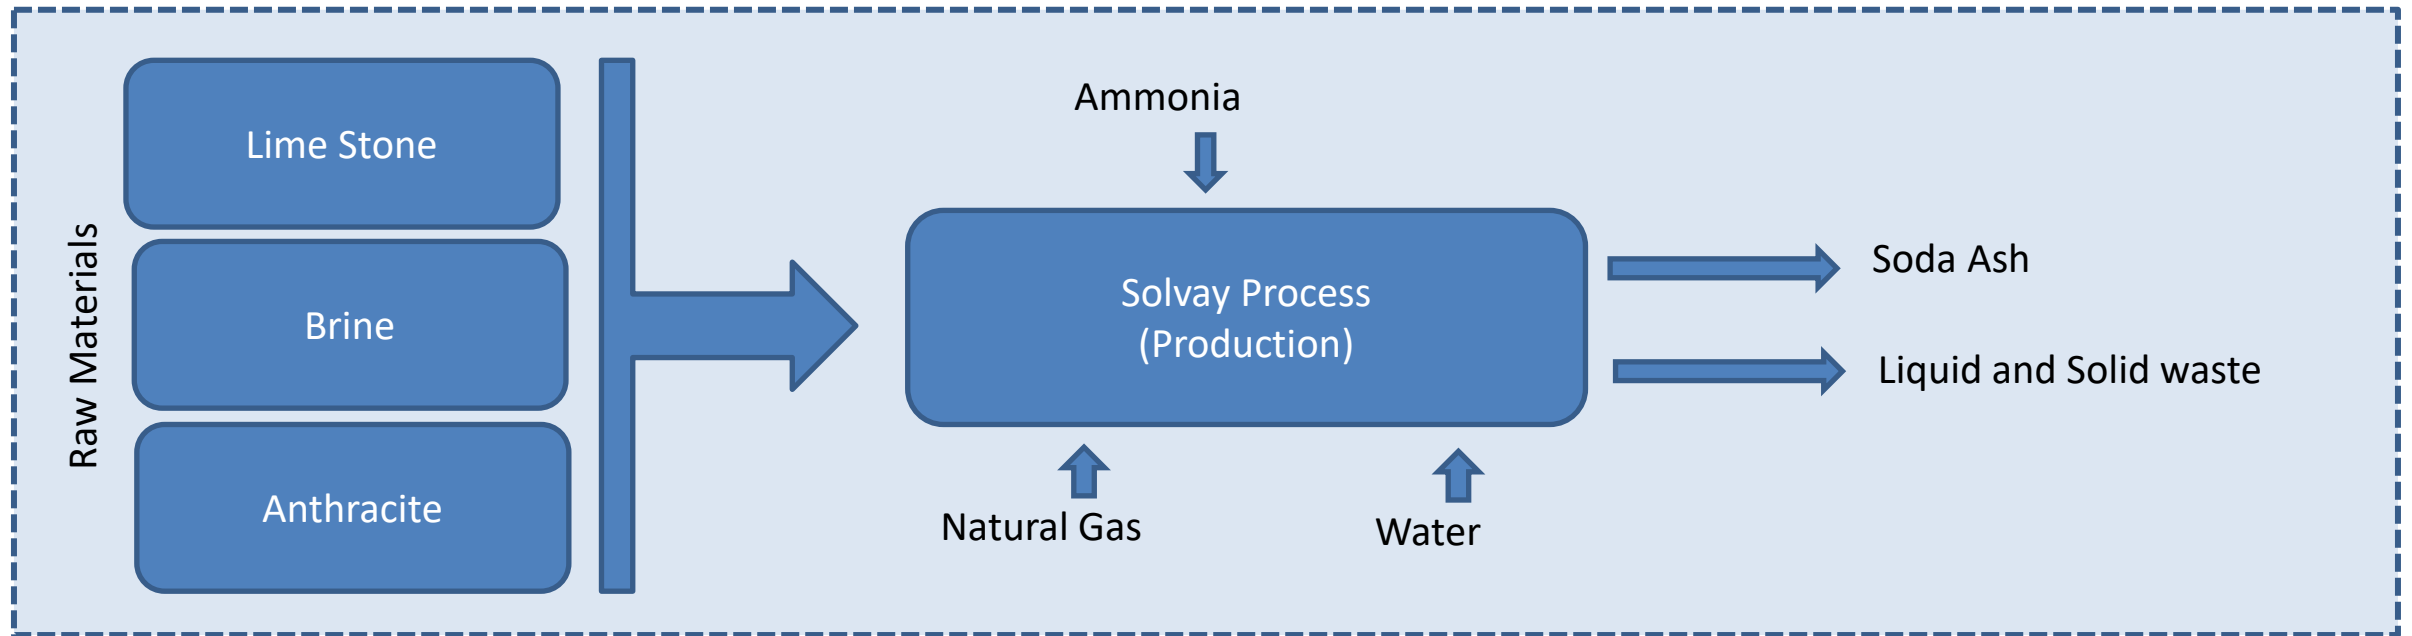 Raw Materials
Lime Stone
Brine
Anthracite
Ammonia
Solvay Process
(Production)
Natural Gas
Water
Soda Ash
Liquid and Solid waste